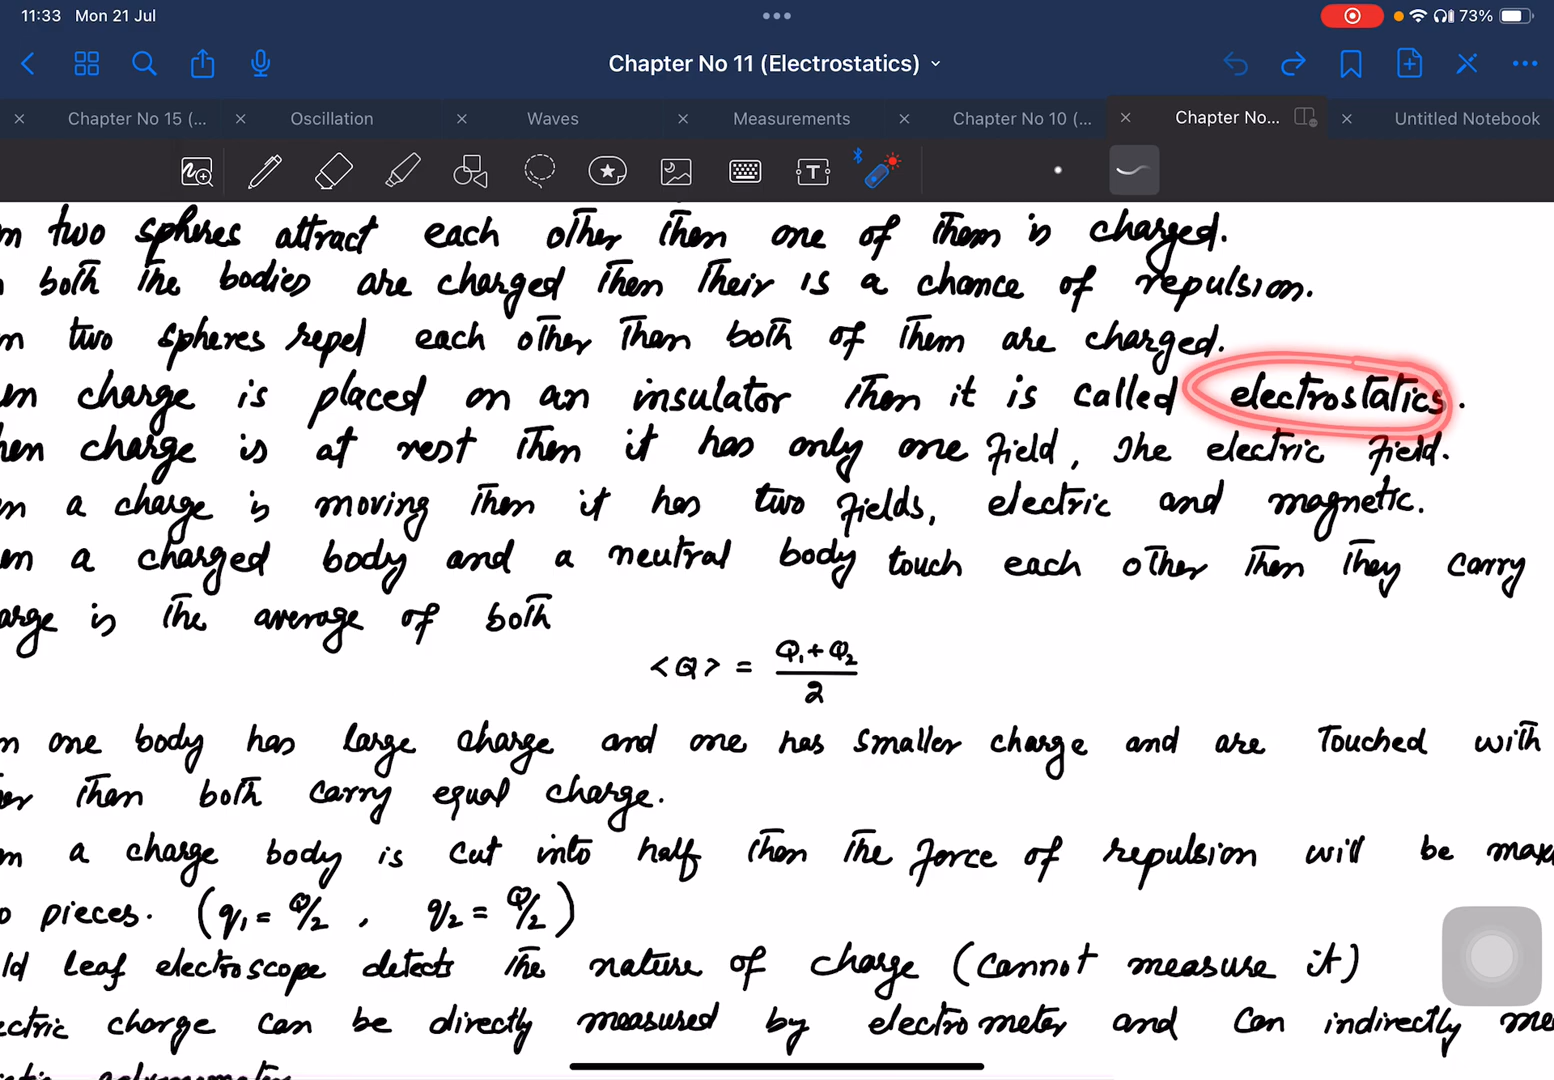 11:33 Mon 21 Jul
73%
Chapter No 11 (Electrostatics)
Chapter No 15 (... Oscillation Waves Measurements Chapter No 10 (... Chapter No... Untitled Notebook
two spheres attract each other then one of them is charged.
both the bodies are charged then their is a chance of repulsion.
two spheres repel each other then both of them are charged.
charge is placed on an insulator then it is called electrostatics.
charge is at rest then it has only one field, The electric field.
a charge is moving then it has two fields, electric and magnetic.
a charged body and a neutral body touch each other then they carry
is the average of both
<Q> = Q₁+Q₂
2
one body has large charge and one has smaller charge and are touched with
then both carry equal charge.
a charge body is cut into half then the force of repulsion will be
pieces. (q₁ = Q/2 , q₂ = Q/2)
leaf electroscope detects the nature of charge (cannot measure it)
charge can be directly measured by electrometer and can indirectly